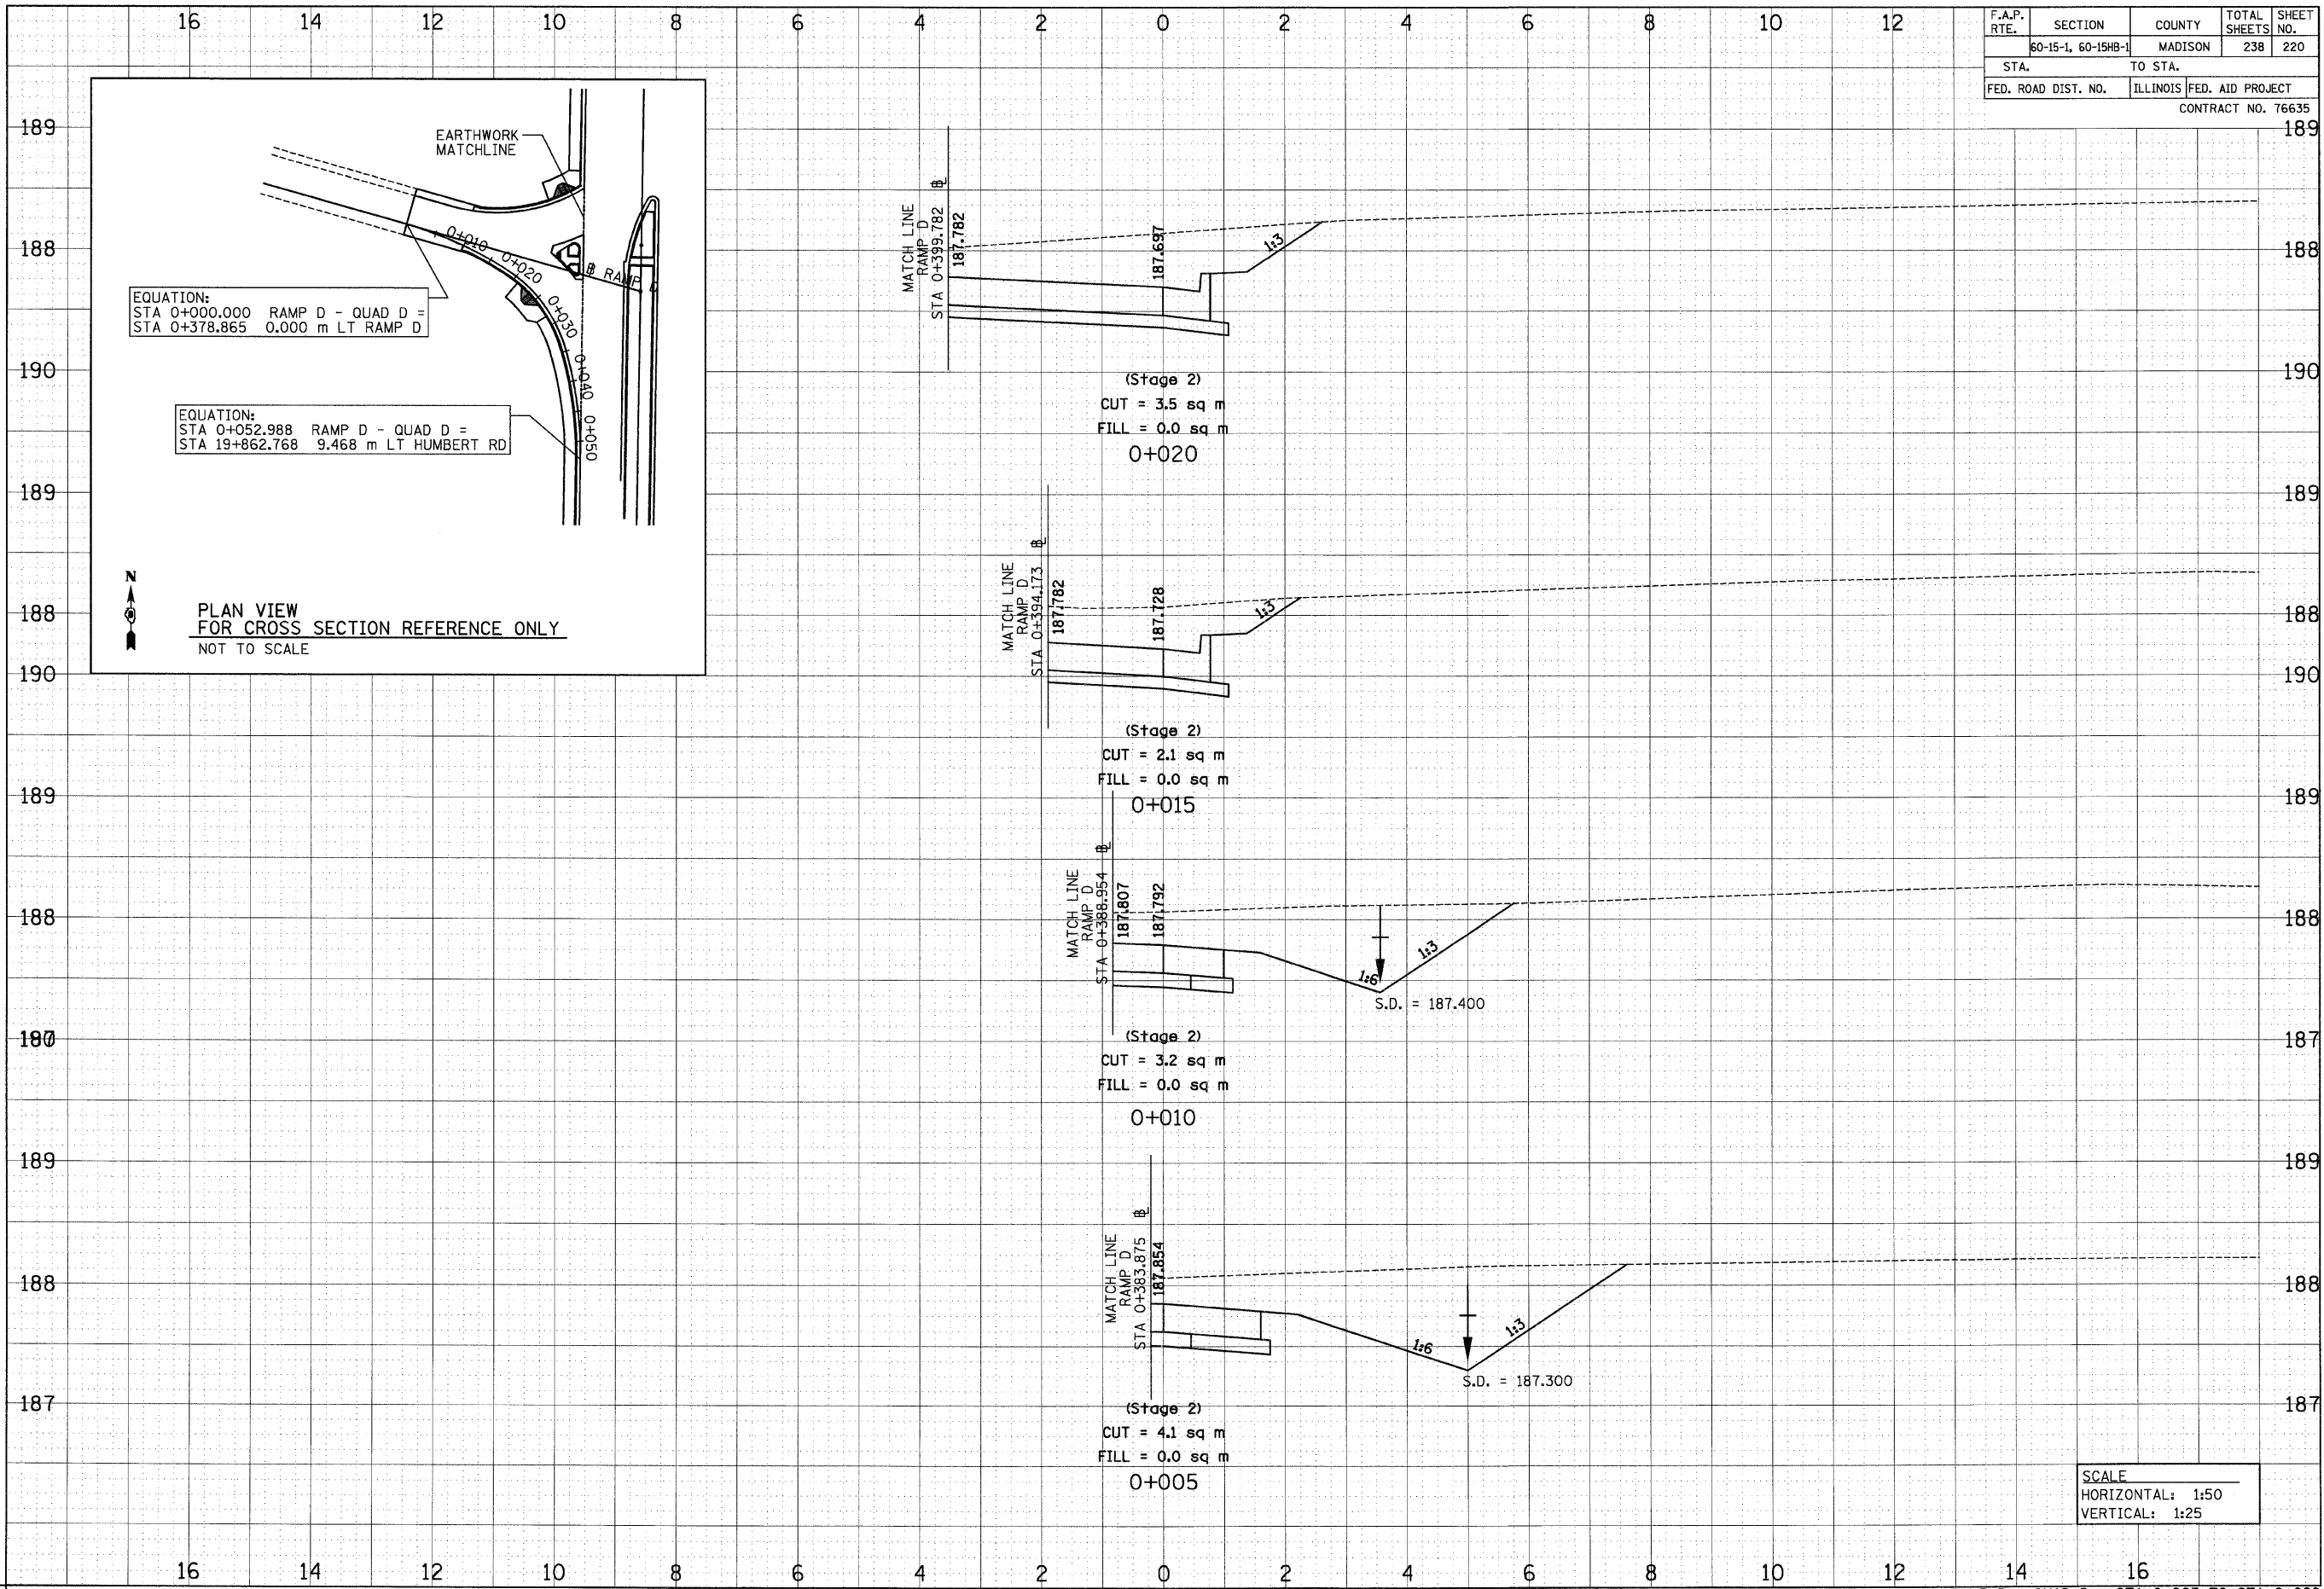 16 14 12 10 8 6 4 2 0 2 4 6 8 10 12
F.A.P. RTE. SECTION COUNTY TOTAL SHEETS SHEET NO.
60-15-1, 60-15HB-1 MADISON 238 220
STA. TO STA.
FED. ROAD DIST. NO. ILLINOIS FED. AID PROJECT
CONTRACT NO. 76635
EARTHWORK
MATCHLINE
0+010
0+020
0+030
0+040
0+050
RAMP D
EQUATION:
STA 0+000.000 RAMP D - QUAD D =
STA 0+378.865 0.000 m LT RAMP D
EQUATION:
STA 0+052.988 RAMP D - QUAD D =
STA 19+862.768 9.468 m LT HUMBERT RD
N
PLAN VIEW
FOR CROSS SECTION REFERENCE ONLY
NOT TO SCALE
189 189
188 188
190 190
189 189
188 188
190 190
189 189
188 188
187
189 189
188 188
187 187
MATCH LINE
RAMP D
STA 0+399.782
187.782
187.697
1:3
(Stage 2)
CUT = 3.5 sq m
FILL = 0.0 sq m
0+020
MATCH LINE
RAMP D
STA 0+394.173
187.782
187.728
1:3
(Stage 2)
CUT = 2.1 sq m
FILL = 0.0 sq m
0+015
MATCH LINE
RAMP D
STA 0+388.954
187.807
187.792
1:6
1:3
S.D. = 187.400
(Stage 2)
CUT = 3.2 sq m
FILL = 0.0 sq m
0+010
MATCH LINE
RAMP D
STA 0+383.875
187.854
1:6
1:3
S.D. = 187.300
(Stage 2)
CUT = 4.1 sq m
FILL = 0.0 sq m
0+005
SCALE
HORIZONTAL: 1:50
VERTICAL: 1:25
16 14 12 10 8 6 4 2 0 2 4 6 8 10 12 14 16